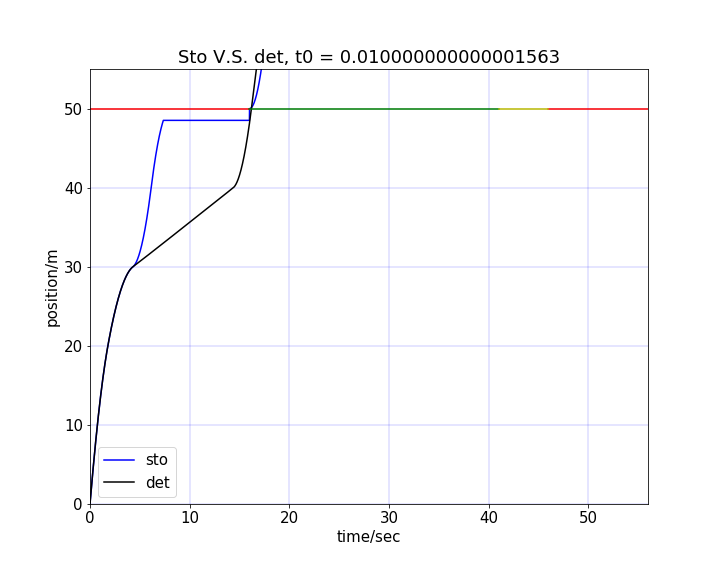 Sto V.S. det, t0 = 0.010000000000001563
50
40
30
20
10
0
position/m
sto
det
0 10 20 30 40 50
time/sec